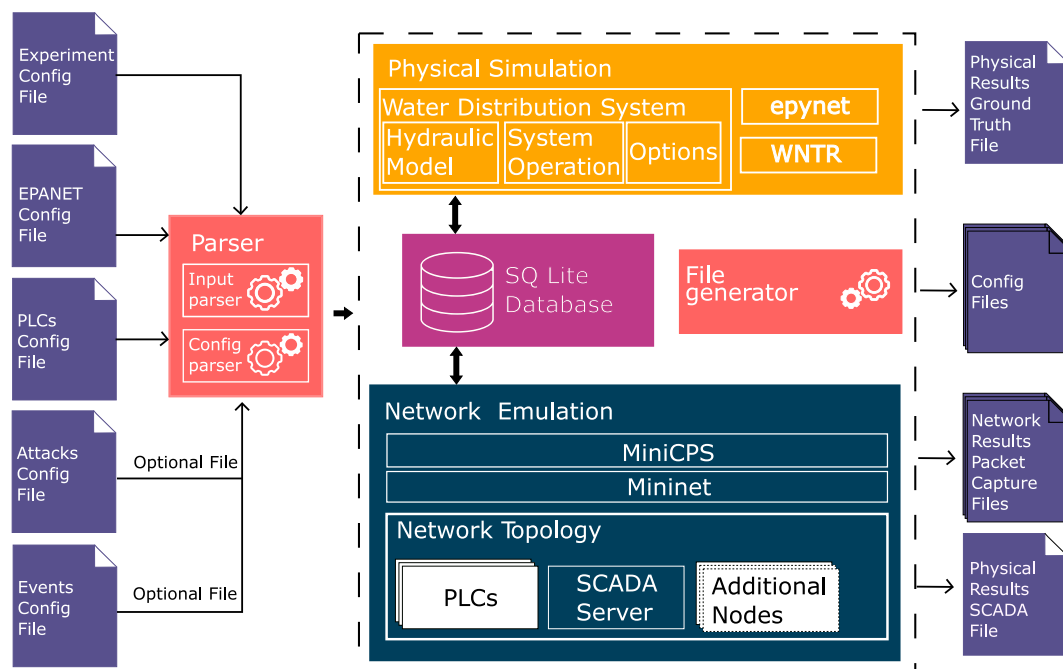 Experiment
Config
File
EPANET
Config
File
PLCs
Config
File
Attacks
Config
File
Optional File
Events
Config
File
Optional File
Parser
Input
parser
Config
parser
Physical Simulation
Water Distribution System
Hydraulic
Model
System
Operation
Options
epynet
WNTR
SQ Lite
Database
File
generator
Network Emulation
MiniCPS
Mininet
Network Topology
PLCs
SCADA
Server
Additional
Nodes
Physical
Results
Ground
Truth
File
Config
Files
Network
Results
Packet
Capture
Files
Physical
Results
SCADA
File